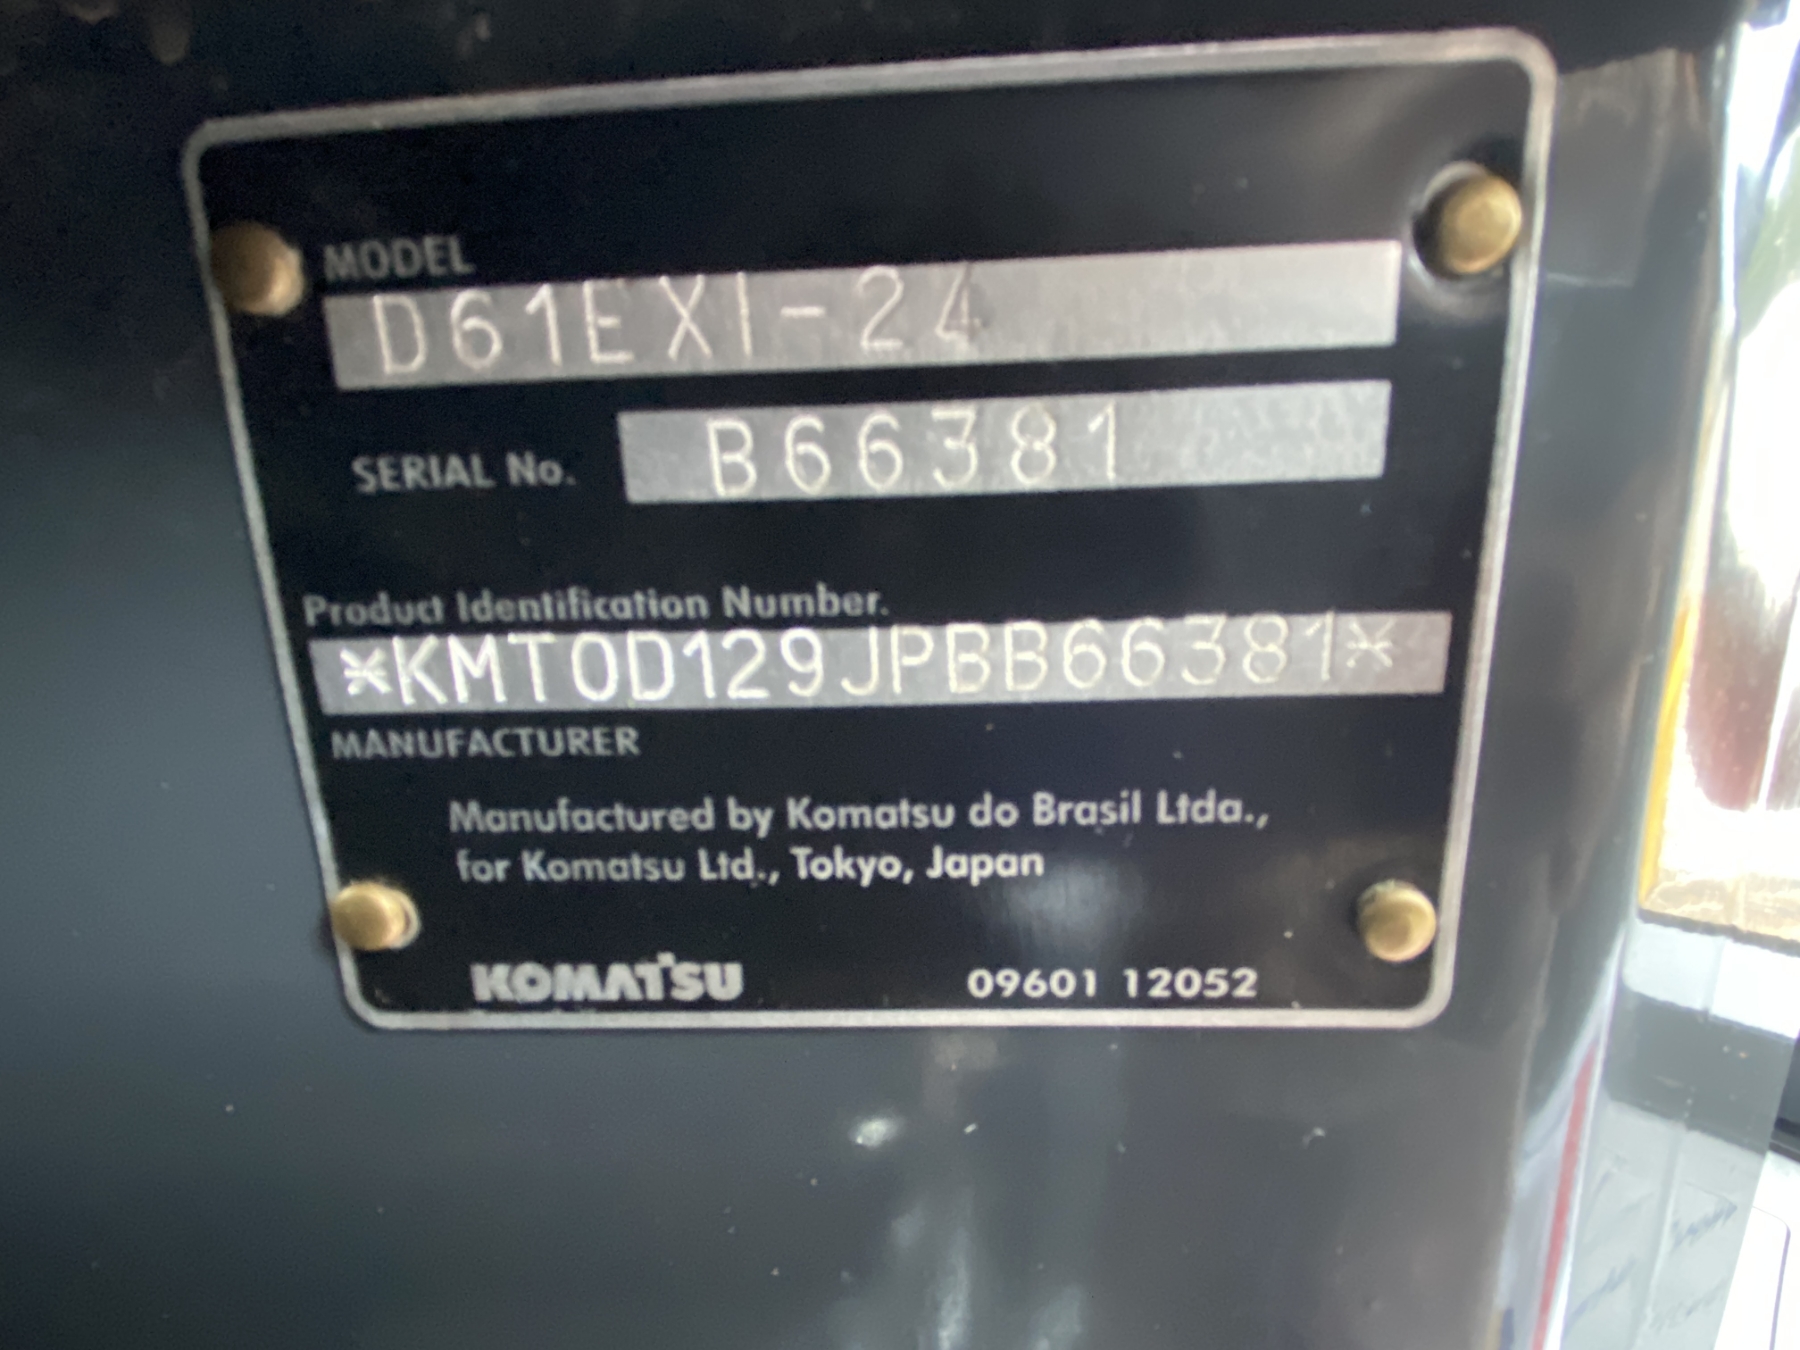 MODEL
D61EXI-24
SERIAL No. B66381
Product Identification Number.
*KMT0D129JPBB66381*
MANUFACTURER
Manufactured by Komatsu do Brasil Ltda.,
for Komatsu Ltd., Tokyo, Japan
KOMATSU 09601 12052